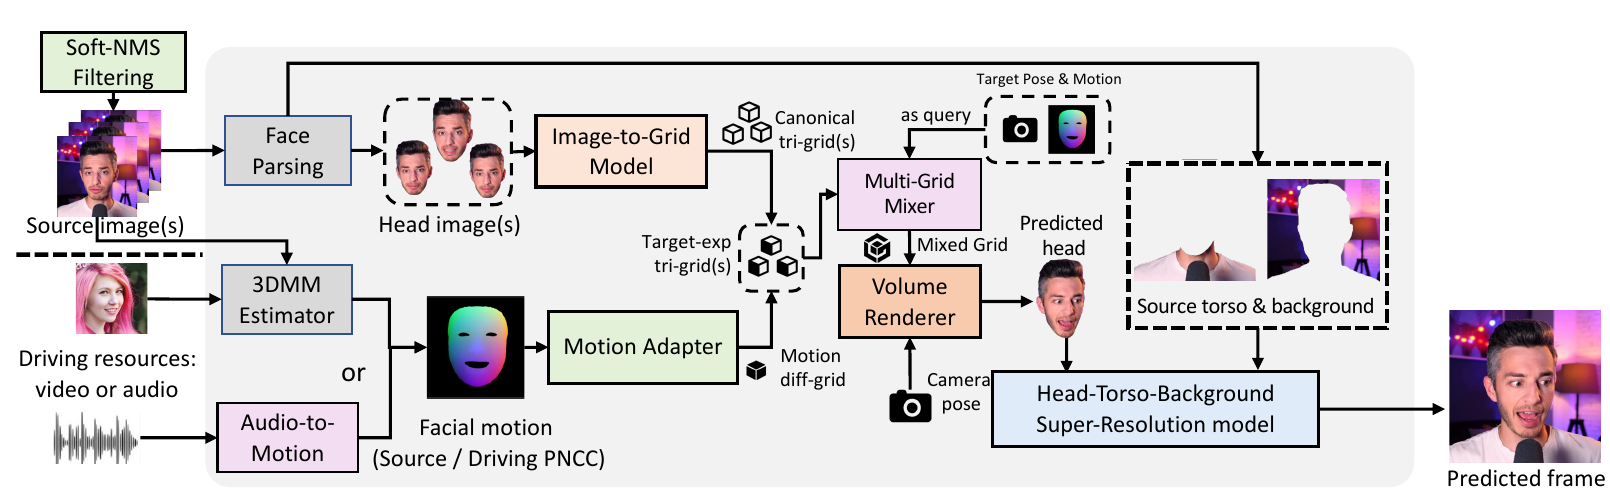 Soft-NMS
Filtering
Source image(s)
Face
Parsing
Head image(s)
Image-to-Grid
Model
Canonical
tri-grid(s)
Target Pose & Motion
as query
Multi-Grid
Mixer
Target-exp
tri-grid(s)
Mixed Grid
Predicted
head
3DMM
Estimator
Volume
Renderer
Source torso & background
Driving resources:
video or audio
or
Motion Adapter
Motion
diff-grid
Camera
pose
Head-Torso-Background
Super-Resolution model
Audio-to-
Motion
Facial motion
(Source / Driving PNCC)
Predicted frame